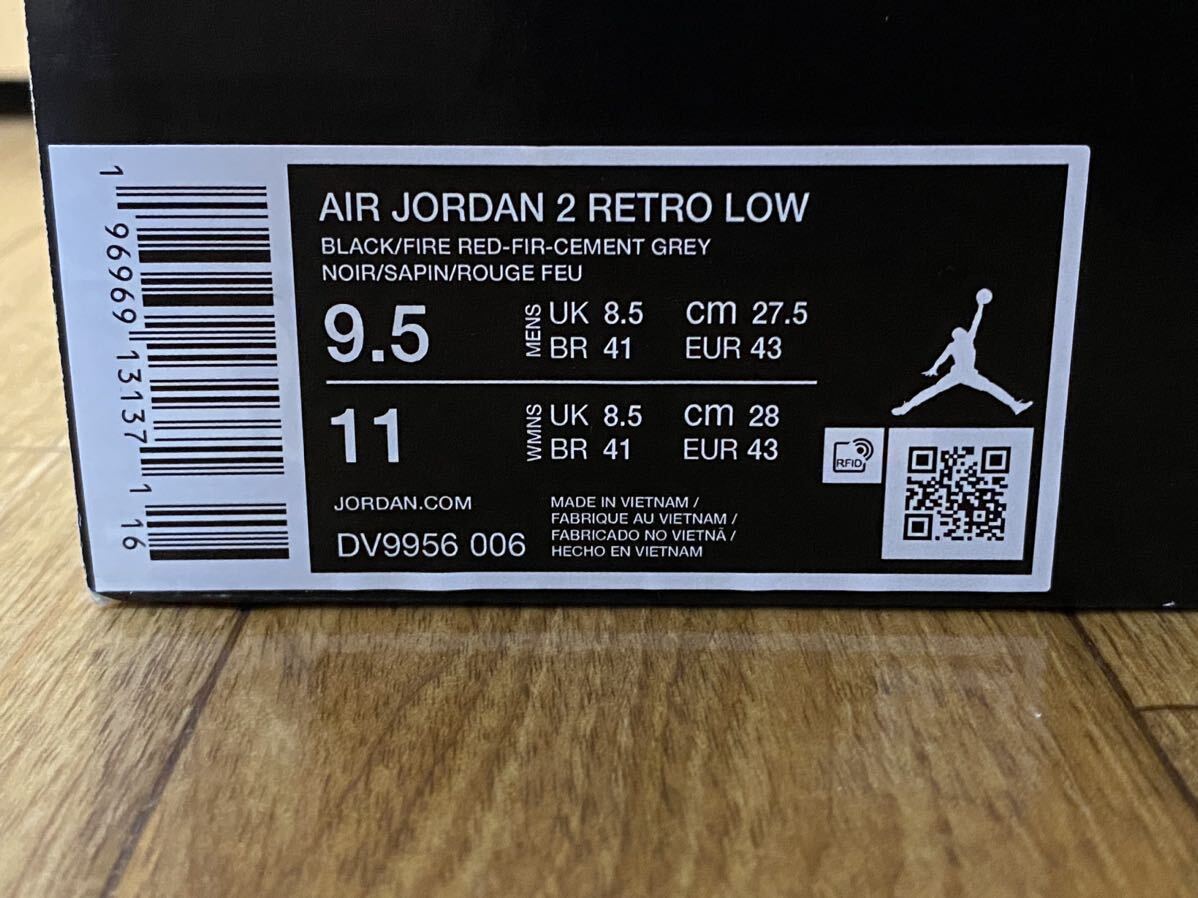 1 96969 13137 1 16
AIR JORDAN 2 RETRO LOW
BLACK/FIRE RED-FIR-CEMENT GREY
NOIR/SAPIN/ROUGE FEU
9.5 MENS UK 8.5 CM 27.5
BR 41 EUR 43
11 WMNS UK 8.5 CM 28
BR 41 EUR 43
RFID
JORDAN.COM
DV9956 006
MADE IN VIETNAM /
FABRIQUE AU VIETNAM /
FABRICADO NO VIETNÃ /
HECHO EN VIETNAM